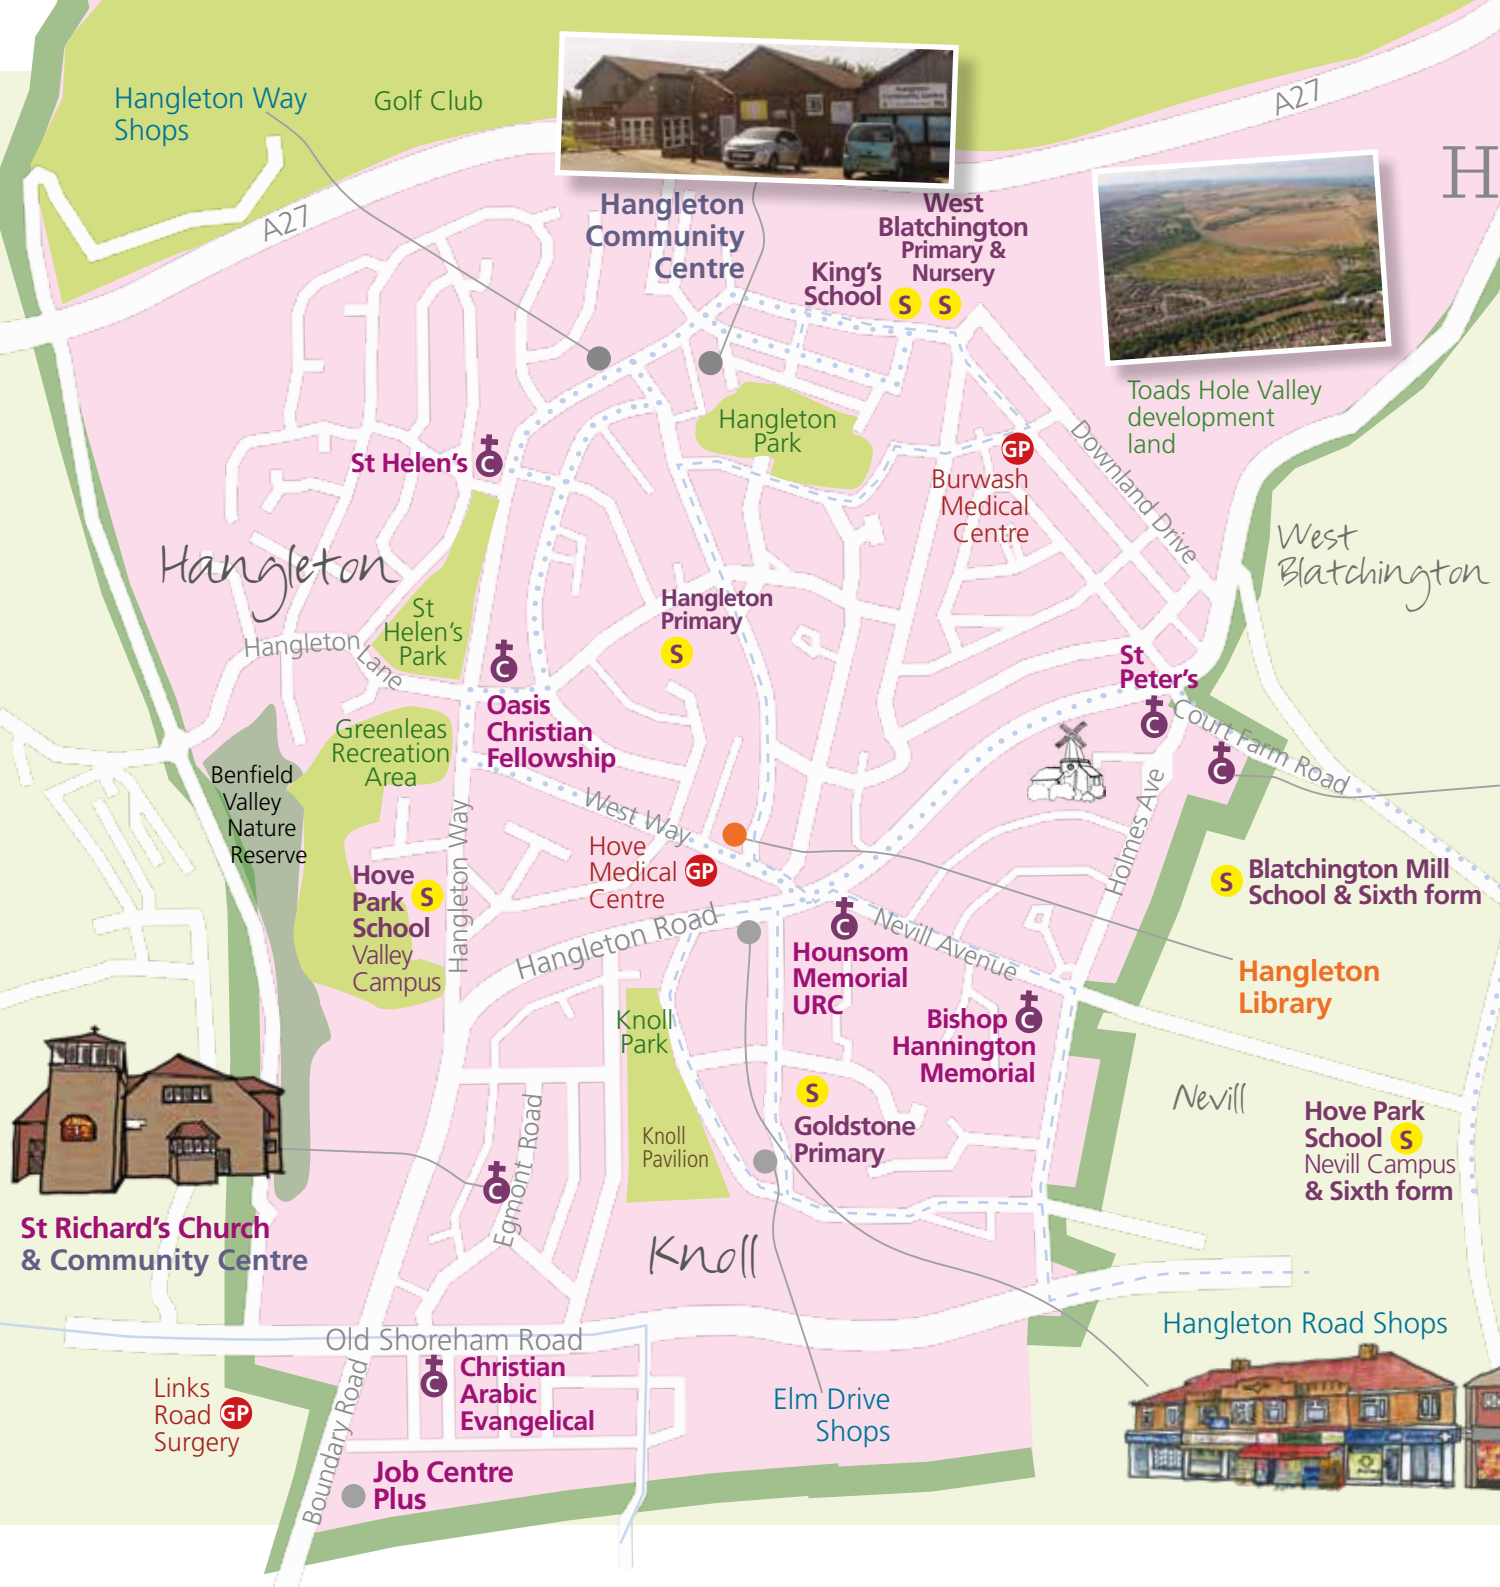 Hangleton Way
Shops
Golf Club
A27
A27
H
Hangleton
Community
Centre
West
Blatchington
Primary &
Nursery
King's
School
S
S
Toads Hole Valley
development
land
Hangleton
Park
Downland Drive
GP
Burwash
Medical
Centre
St Helen's
C
West
Blatchington
Hangleton
St
Helen's
Park
Hangleton
Lane
Hangleton
Primary
S
C
Oasis
Christian
Fellowship
St
Peter's
C
Court Farm Road
C
Greenleas
Recreation
Area
Benfield
Valley
Nature
Reserve
West Way
Hangleton Way
Holmes Ave
Hove
Medical
Centre
GP
Hove
Park
School
S
Valley
Campus
S
Blatchington Mill
School & Sixth form
Hangleton Road
C
Nevill Avenue
Hounsom
Memorial
URC
Hangleton
Library
Bishop
Hannington
Memorial
C
Knoll
Park
Nevill
S
Goldstone
Primary
Knoll
Pavilion
Hove Park
School
S
Nevill Campus
& Sixth form
Egmont Road
C
St Richard's Church
& Community Centre
Knoll
Hangleton Road Shops
Old Shoreham Road
C
Christian
Arabic
Evangelical
Links
Road
Surgery
GP
Boundary Road
Elm Drive
Shops
Job Centre
Plus